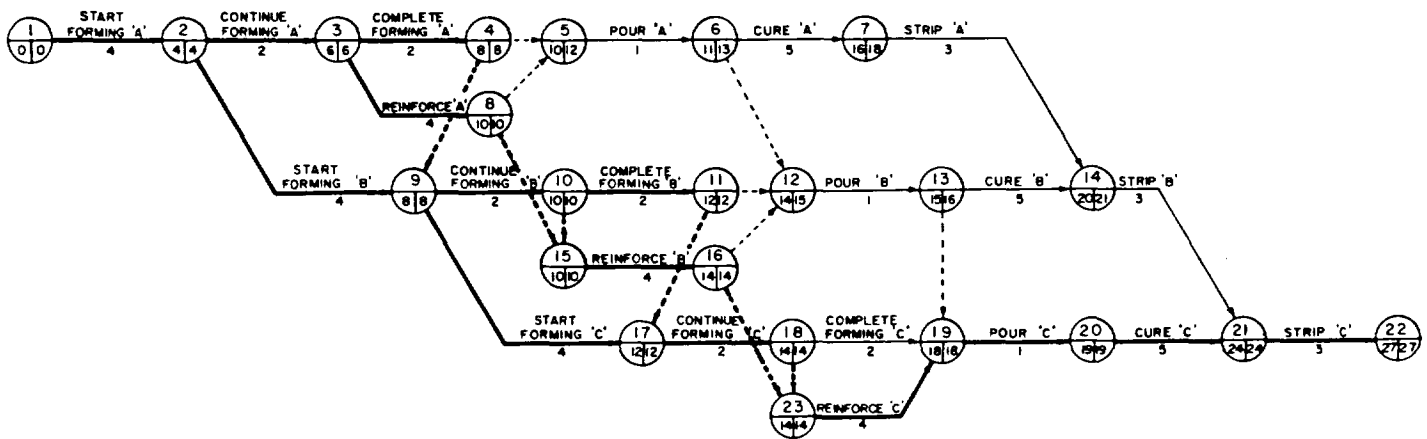 1
0 0
START
FORMING 'A'
4
2
4 4
CONTINUE
FORMING 'A'
2
3
6 6
COMPLETE
FORMING 'A'
2
4
8 8
5
10 12
POUR 'A'
1
6
11 13
CURE 'A'
5
7
16 18
STRIP 'A'
3
REINFORCE 'A'
4
8
10 10
START
FORMING 'B'
4
9
8 8
CONTINUE
FORMING 'B'
2
10
10 10
COMPLETE
FORMING 'B'
2
11
12 12
12
14 15
POUR 'B'
1
13
15 16
CURE 'B'
5
14
20 21
STRIP 'B'
3
15
10 10
REINFORCE 'B'
4
16
14 14
START
FORMING 'C'
4
17
12 12
CONTINUE
FORMING 'C'
2
18
14 14
COMPLETE
FORMING 'C'
2
19
18 18
POUR 'C'
1
20
19 19
CURE 'C'
5
21
24 24
STRIP 'C'
3
22
27 27
23
14 14
REINFORCE 'C'
4